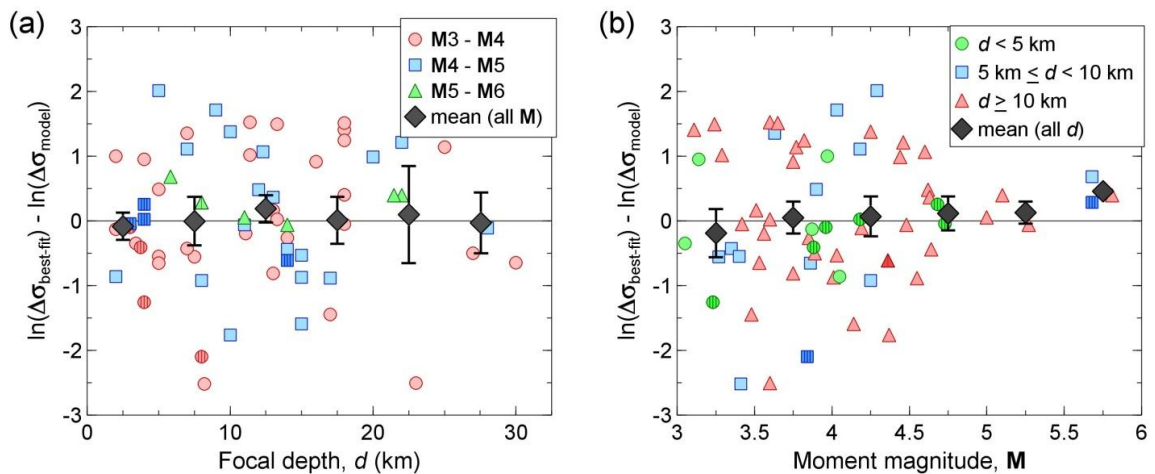 (a)
ln(Δσbest-fit) - ln(Δσmodel)
3
2
1
0
-1
-2
-3
M3 - M4
M4 - M5
M5 - M6
mean (all M)
0 10 20 30
Focal depth, d (km)
(b)
ln(Δσbest-fit) - ln(Δσmodel)
3
2
1
0
-1
-2
-3
d < 5 km
5 km ≤ d < 10 km
d ≥ 10 km
mean (all d)
3 3.5 4 4.5 5 5.5 6
Moment magnitude, M